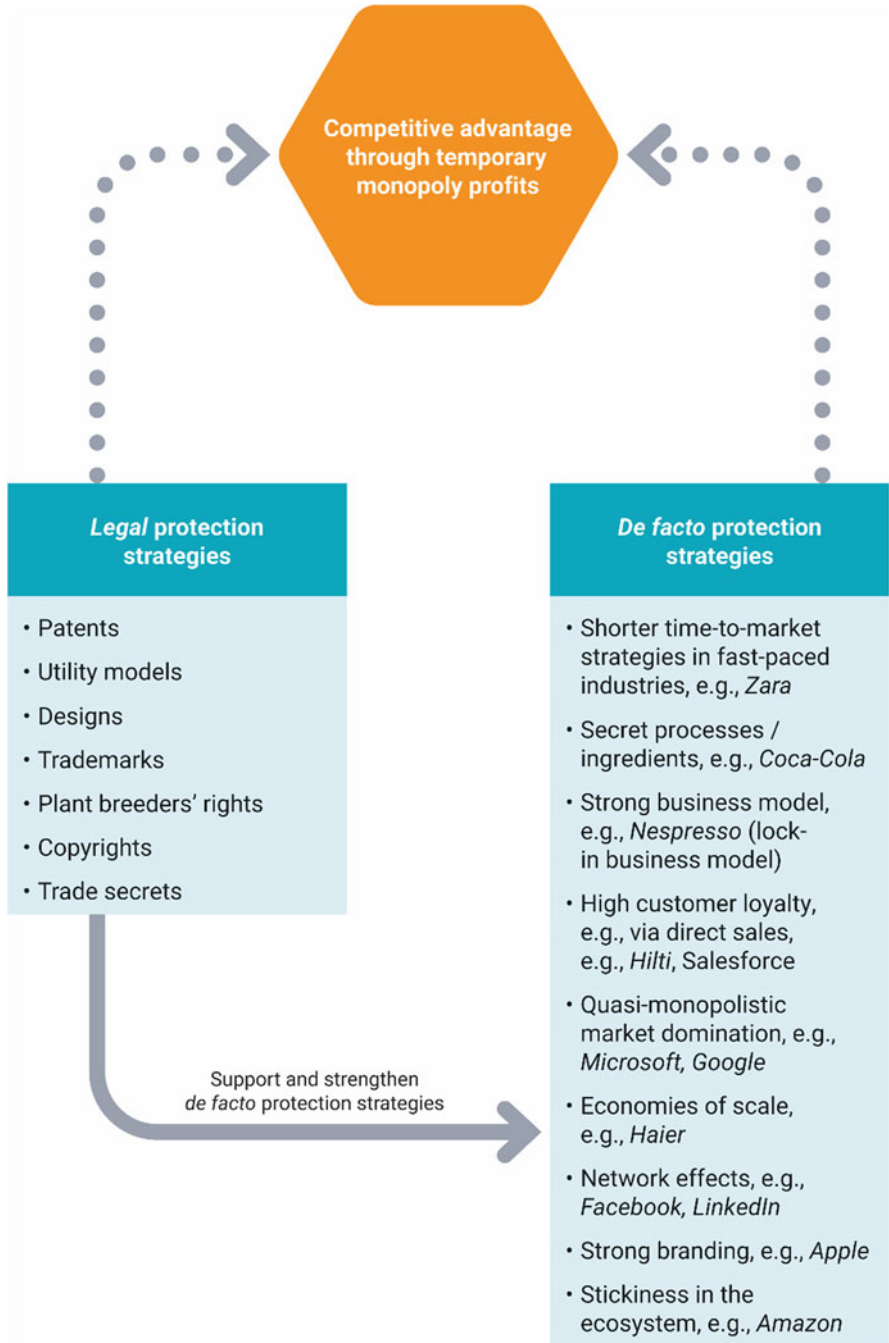 Competitive advantage
through temporary
monopoly profits
Legal protection
strategies
• Patents
• Utility models
• Designs
• Trademarks
• Plant breeders’ rights
• Copyrights
• Trade secrets
Support and strengthen
de facto protection strategies
De facto protection
strategies
• Shorter time-to-market
strategies in fast-paced
industries, e.g., Zara
• Secret processes /
ingredients, e.g., Coca-Cola
• Strong business model,
e.g., Nespresso (lock-
in business model)
• High customer loyalty,
e.g., via direct sales,
e.g., Hilti, Salesforce
• Quasi-monopolistic
market domination, e.g.,
Microsoft, Google
• Economies of scale,
e.g., Haier
• Network effects, e.g.,
Facebook, LinkedIn
• Strong branding, e.g., Apple
• Stickiness in the
ecosystem, e.g., Amazon